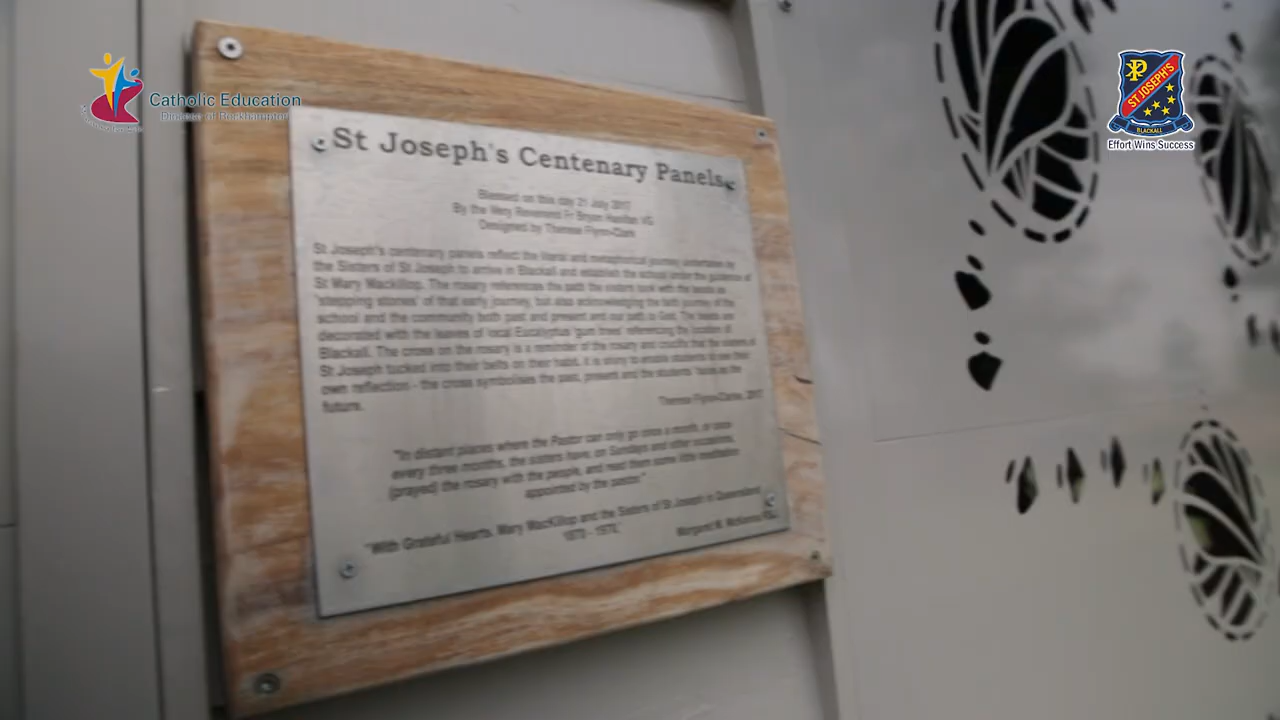 Catholic Education
Diocese of Rockhampton
ST JOSEPH'S
BLACKALL
Effort Wins Success
St Joseph's Centenary Panels
Blessed on this day 21 July 2017
By the Very Reverend Fr Bryan Hanifan VG
Designed by Therese Flynn-Clarke
St Joseph's centenary panels reflect the literal and metaphorical journey undertaken by
the Sisters of St Joseph to arrive in Blackall and establish the school under the guidance of
St Mary MacKillop. The rosary references the path the sisters took with the beads as
'stepping stones' of that early journey, but also acknowledging the faith journey of the
school and the community both past and present and our path to God. The beads are
decorated with the leaves of local Eucalyptus 'gum trees' referencing the location of
Blackall. The cross on the rosary is a reminder of the rosary and crucifix that the sisters of
St Joseph tucked into their belts on their habit, it is shiny to enable students to see their
own reflection - the cross symbolises the past, present and the students' faces as the
future.
Therese Flynn-Clarke, 2017
"In distant places where the Pastor can only go once a month, or once
every three months, the sisters have, on Sundays and other occasions,
(prayed) the rosary with the people, and read them some little meditation
appointed by the pastor"
"With Grateful Hearts. Mary MacKillop and the Sisters of St Joseph in Queensland
1870 - 1970,"
Margaret M. McKenna